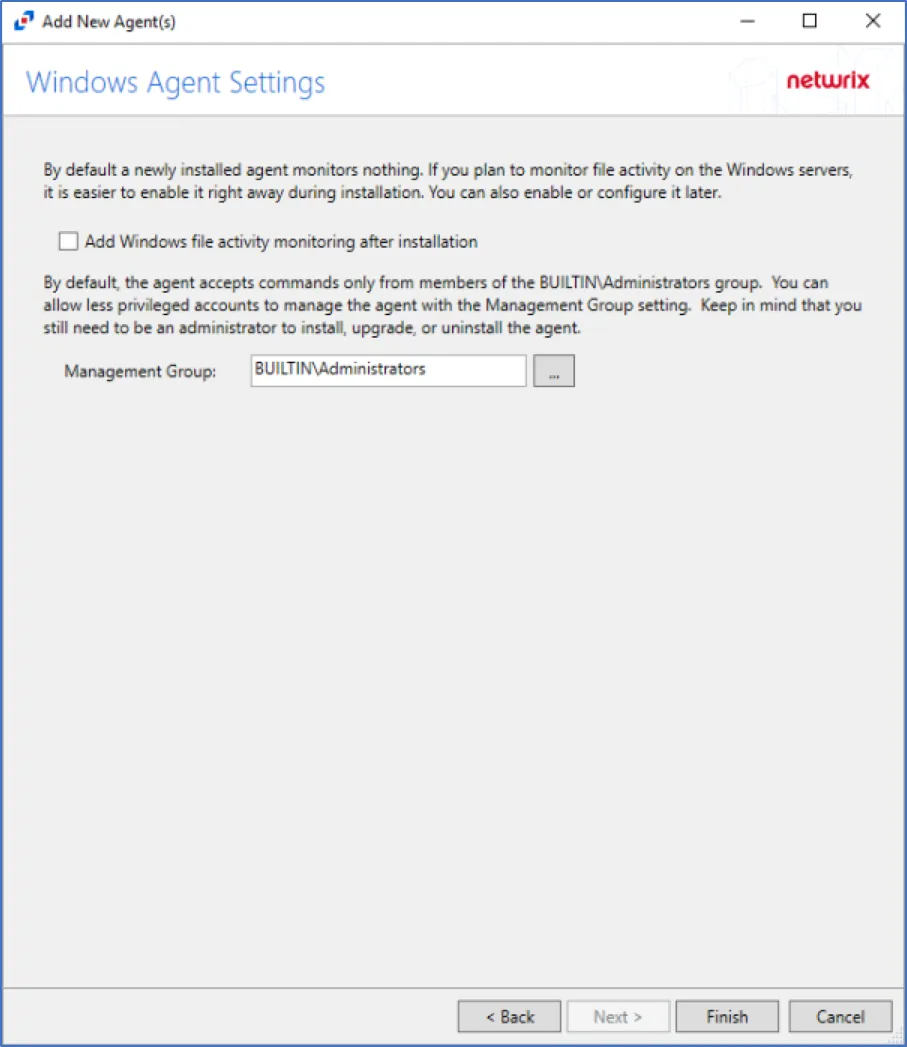 Add New Agent(s)
Windows Agent Settings
netwrix
By default a newly installed agent monitors nothing. If you plan to monitor file activity on the Windows servers,
it is easier to enable it right away during installation. You can also enable or configure it later.
Add Windows file activity monitoring after installation
By default, the agent accepts commands only from members of the BUILTIN\Administrators group.  You can
allow less privileged accounts to manage the agent with the Management Group setting.  Keep in mind that you
still need to be an administrator to install, upgrade, or uninstall the agent.
Management Group: BUILTIN\Administrators ...
< Back Next > Finish Cancel